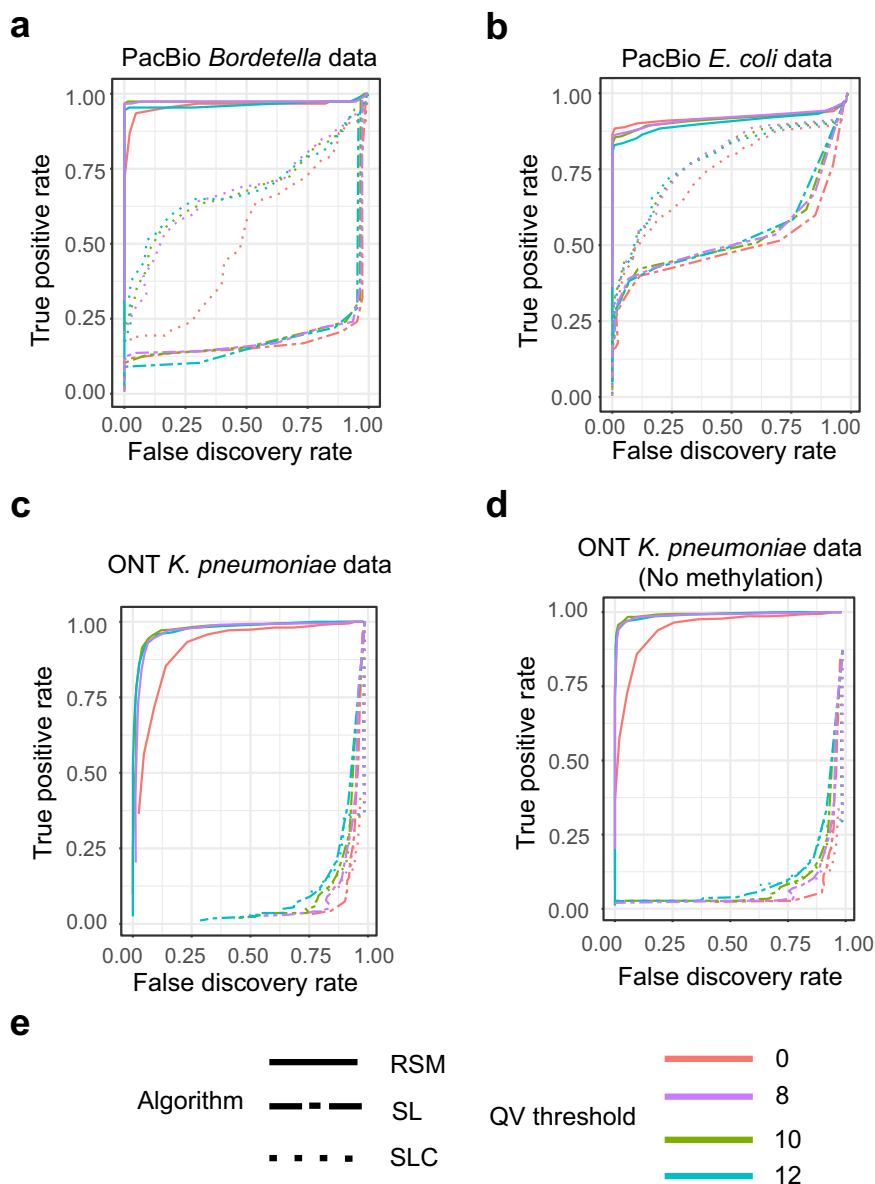 a
PacBio Bordetella data
1.00
0.75
0.50
0.25
0.00
True positive rate
0.00 0.25 0.50 0.75 1.00
False discovery rate
b
PacBio E. coli data
1.00
0.75
0.50
0.25
0.00
True positive rate
0.00 0.25 0.50 0.75 1.00
False discovery rate
c
ONT K. pneumoniae data
1.00
0.75
0.50
0.25
0.00
True positive rate
0.00 0.25 0.50 0.75 1.00
False discovery rate
d
ONT K. pneumoniae data
(No methylation)
1.00
0.75
0.50
0.25
0.00
True positive rate
0.00 0.25 0.50 0.75 1.00
False discovery rate
e
Algorithm
RSM
SL
SLC
QV threshold
0
8
10
12